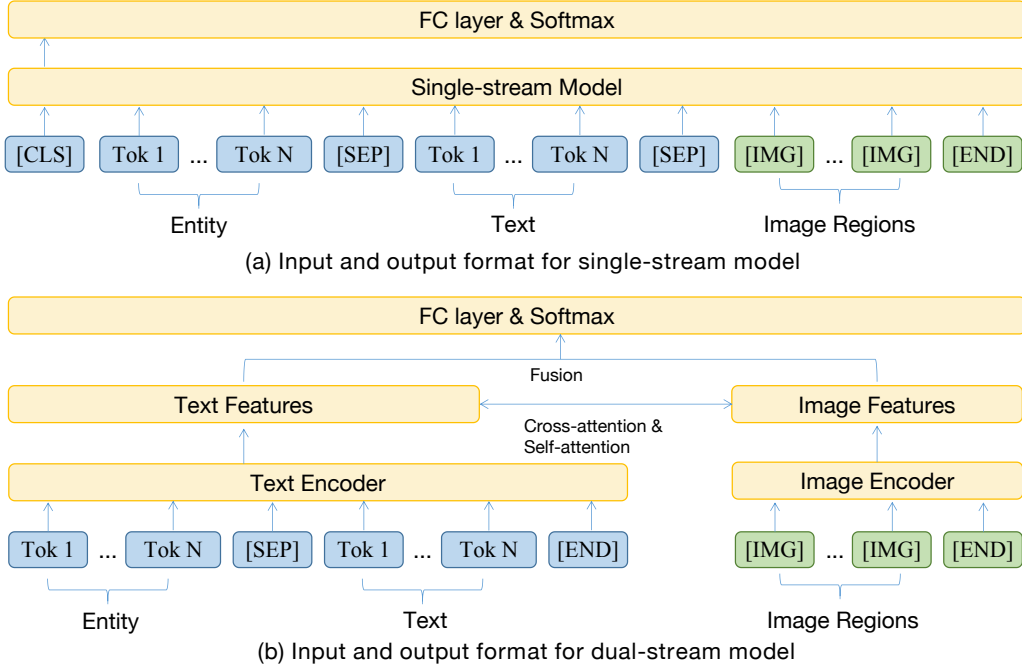 FC layer & Softmax
Single-stream Model
[CLS] Tok 1 ... Tok N [SEP] Tok 1 ... Tok N [SEP] [IMG] ... [IMG] [END]
Entity Text Image Regions
(a) Input and output format for single-stream model
FC layer & Softmax
Fusion
Text Features Image Features
Cross-attention &
Self-attention
Text Encoder Image Encoder
Tok 1 ... Tok N [SEP] Tok 1 ... Tok N [END] [IMG] ... [IMG] [END]
Entity Text Image Regions
(b) Input and output format for dual-stream model